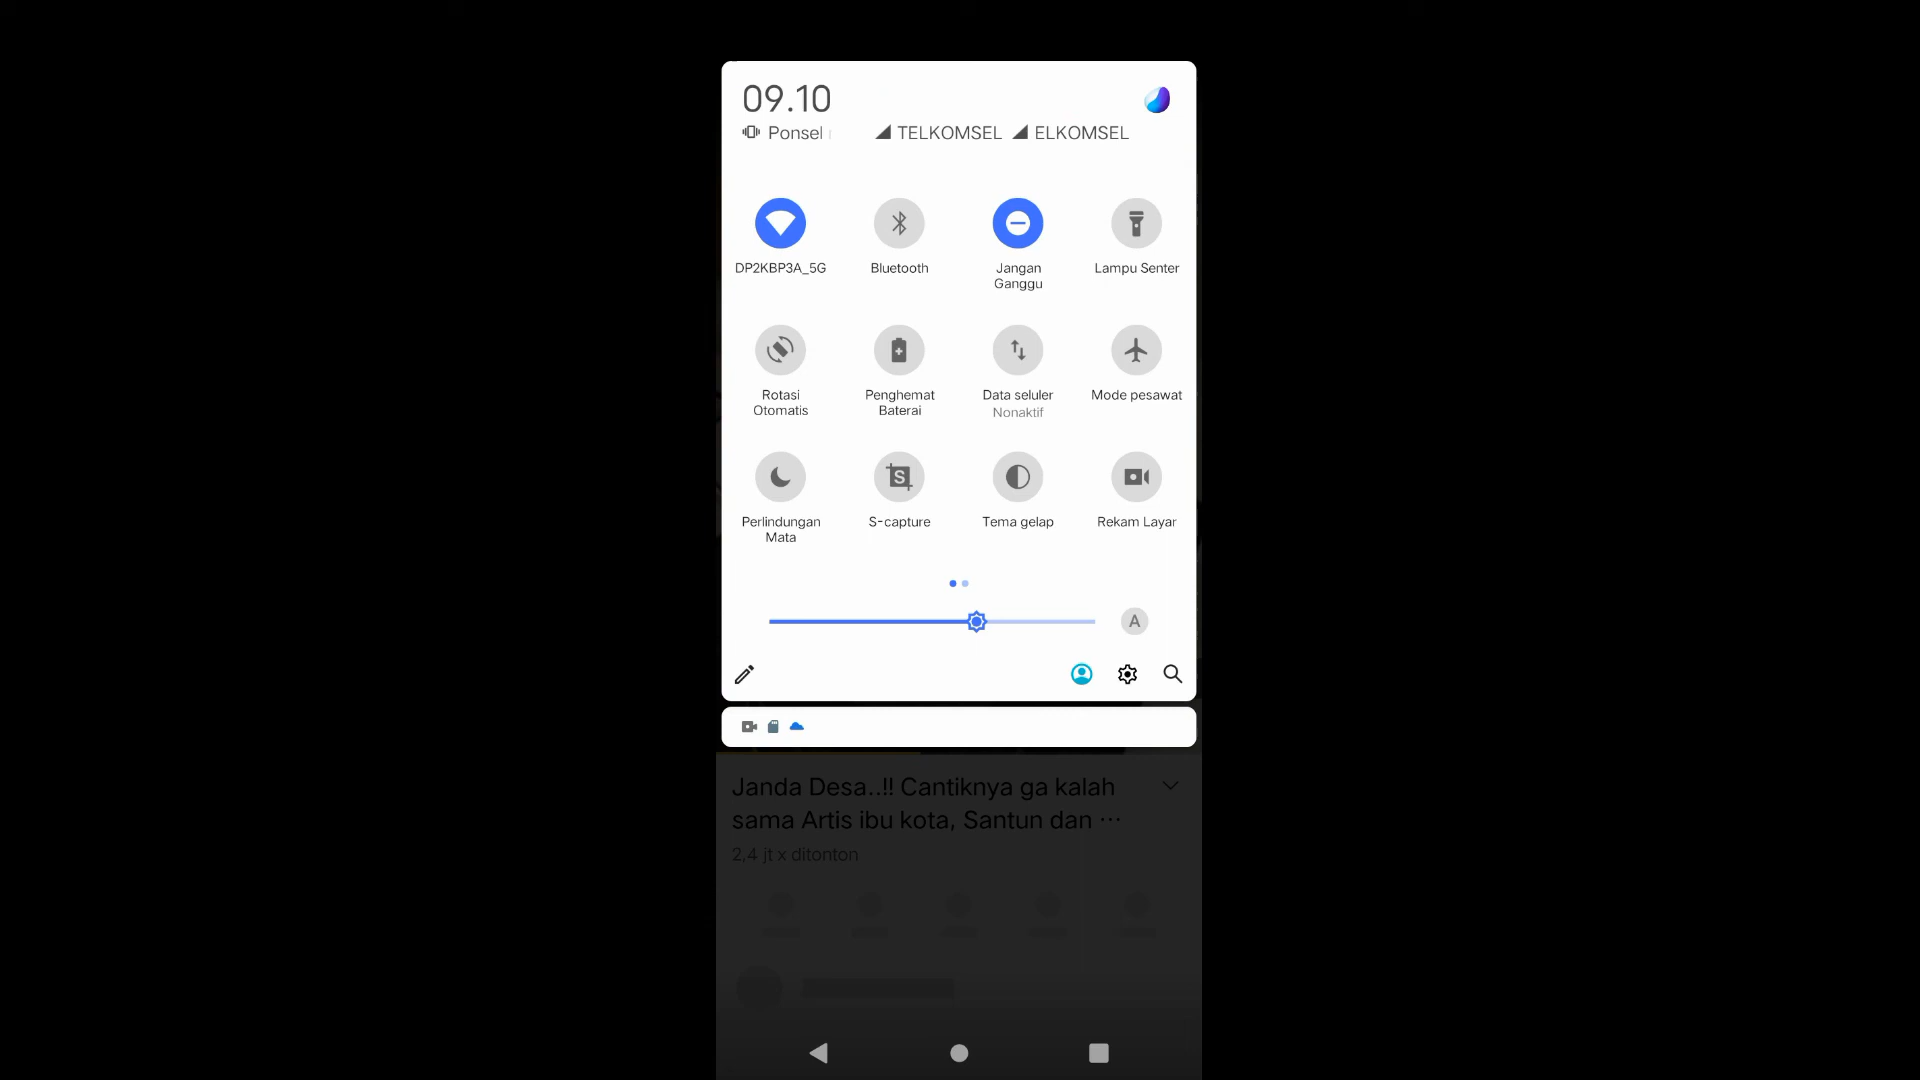 09.10
Ponsel
TELKOMSEL ELKOMSEL
DP2KBP3A_5G
Bluetooth
Jangan
Ganggu
Lampu Senter
Rotasi
Otomatis
Penghemat
Baterai
Data seluler
Nonaktif
Mode pesawat
Perlindungan
Mata
S-capture
Tema gelap
Rekam Layar
A
Janda Desa..!! Cantiknya ga kalah
sama Artis ibu kota, Santun dan ...
2,4 jt x ditonton